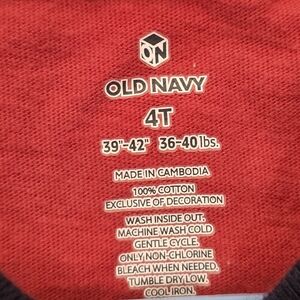 ON
OLD NAVY
4T
39"-42" 36-40 lbs.
MADE IN CAMBODIA
100% COTTON
EXCLUSIVE OF DECORATION
WASH INSIDE OUT.
MACHINE WASH COLD
GENTLE CYCLE.
ONLY NON-CHLORINE
BLEACH WHEN NEEDED.
TUMBLE DRY LOW.
COOL IRON.